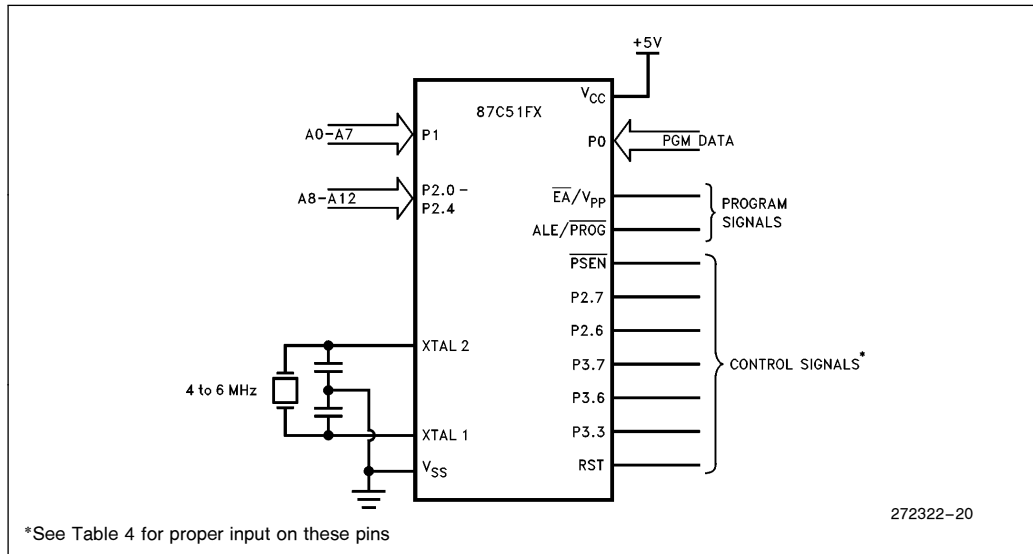 +5V
VCC
87C51FX
A0–A7
P1
P0
PGM DATA
A8–A12
P2.0–
P2.4
EA/VPP
PROGRAM
SIGNALS
ALE/PROG
PSEN
P2.7
P2.6
XTAL 2
P3.7
CONTROL SIGNALS*
4 to 6 MHz
P3.6
XTAL 1
P3.3
VSS
RST
272322–20
*See Table 4 for proper input on these pins